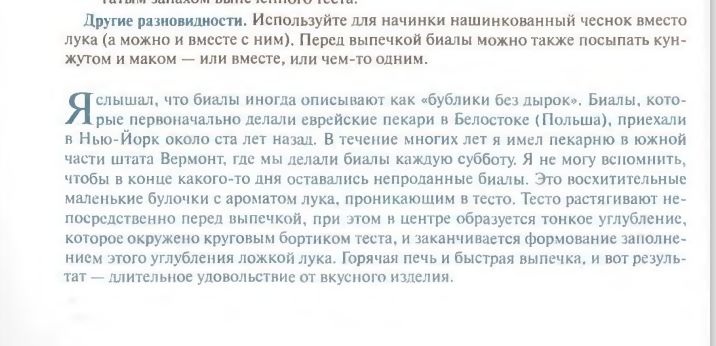 татым запахом выпеченного теста.
Другие разновидности. Используйте для начинки нашинкованный чеснок вместо
лука (а можно и вместе с ним). Перед выпечкой биалы можно также посыпать кун-
жутом и маком — или вместе, или чем-то одним.
Я слышал, что биалы иногда описывают как «бублики без дырок». Биалы, кото-
рые первоначально делали еврейские пекари в Белостоке (Польша), приехали
в Нью-Йорк около ста лет назад. В течение многих лет я имел пекарню в южной
части штата Вермонт, где мы делали биалы каждую субботу. Я не могу вспомнить,
чтобы в конце какого-то дня оставались непроданные биалы. Это восхитительные
маленькие булочки с ароматом лука, проникающим в тесто. Тесто растягивают не-
посредственно перед выпечкой, при этом в центре образуется тонкое углубление,
которое окружено круговым бортиком теста, и заканчивается формование заполне-
нием этого углубления ложкой лука. Горячая печь и быстрая выпечка, и вот резуль-
тат — длительное удовольствие от вкусного изделия.